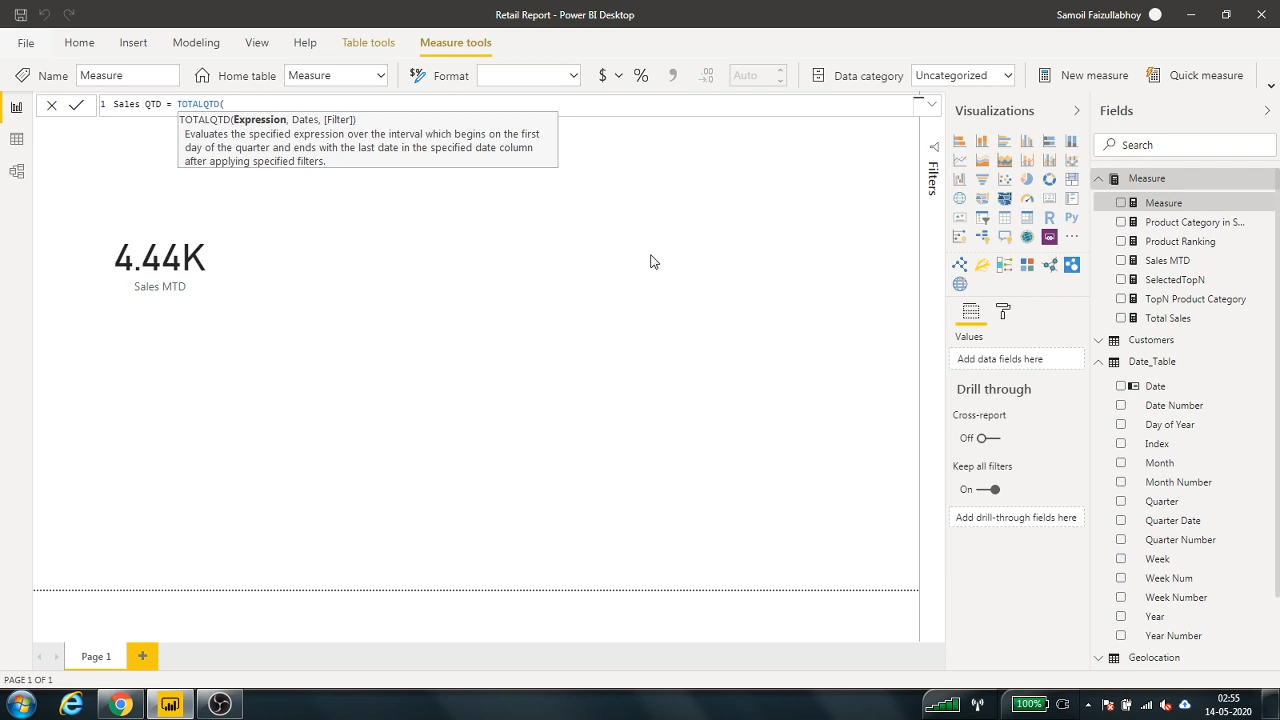 Retail Report - Power BI Desktop
Samoil Faizullabhoy
File Home Insert Modeling View Help Table tools Measure tools
Name Measure Home table Measure Format $ % , .00 →.0 Auto Data category Uncategorized New measure Quick measure
1 Sales QTD = TOTALQTD(
TOTALQTD(Expression, Dates, [Filter])
Evaluates the specified expression over the interval which begins on the first
day of the quarter and ends with the last date in the specified date column
after applying specified filters.
4.44K
Sales MTD
Filters
Visualizations
R Py
Values
Add data fields here
Drill through
Cross-report
Off
Keep all filters
On
Add drill-through fields here
Fields
Search
Measure
Measure
Product Category in S...
Product Ranking
Sales MTD
SelectedTopN
TopN Product Category
Total Sales
Customers
Date_Table
Date
Date Number
Day of Year
Index
Month
Month Number
Quarter
Quarter Date
Quarter Number
Week
Week Num
Week Number
Year
Year Number
Geolocation
Page 1
PAGE 1 OF 1
100%
02:55
14-05-2020